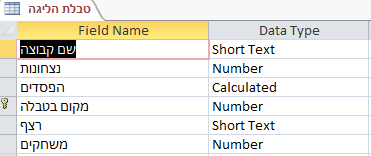 טבלת הליגה
Field Name Data Type
שם קבוצה Short Text
נצחונות Number
הפסדים Calculated
מקום בטבלה Number
רצף Short Text
משחקים Number